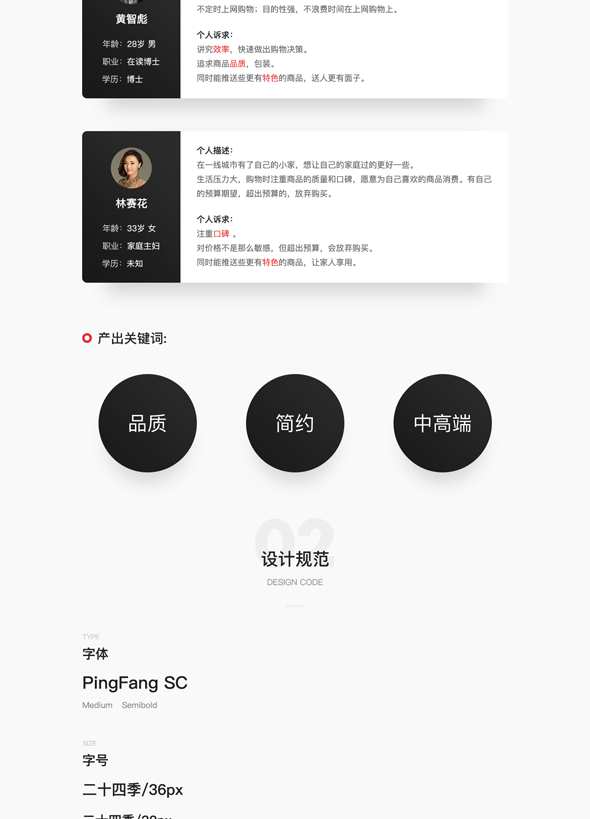 不定时上网购物；目的性强，不浪费时间在上网购物上。
黄智彪
年龄：28岁 男
职业：在读博士
学历：博士
个人诉求：
讲究效率，快速做出购物决策。
追求商品品质，包装。
同时能推送些更有特色的商品，送人更有面子。
林赛花
年龄：33岁 女
职业：家庭主妇
学历：未知
个人描述：
在一线城市有了自己的小家，想让自己的家庭过的更好一些。
生活压力大，购物时注重商品的质量和口碑，愿意为自己喜欢的商品消费。有自己
的预算期望，超出预算的，放弃购买。
个人诉求：
注重口碑 。
对价格不是那么敏感，但超出预算，会放弃购买。
同时能推送些更有特色的商品，让家人享用。
产出关键词:
品质
简约
中高端
02
设计规范
DESIGN CODE
TYPE
字体
PingFang SC
Medium Semibold
SIZE
字号
二十四季/36px